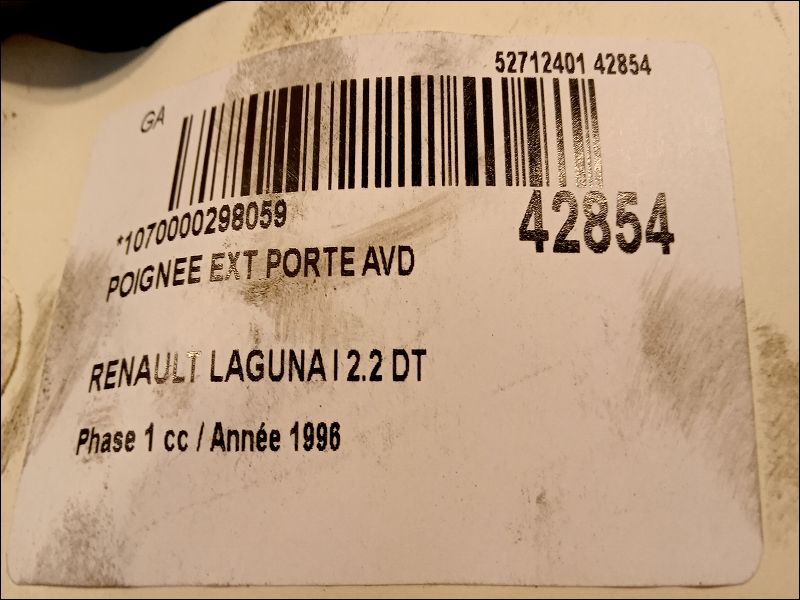 52712401 42854
GA
*1070000298059
42854
POIGNEE EXT PORTE AVD
RENAULT LAGUNA I 2.2 DT
Phase 1 cc / Année 1996